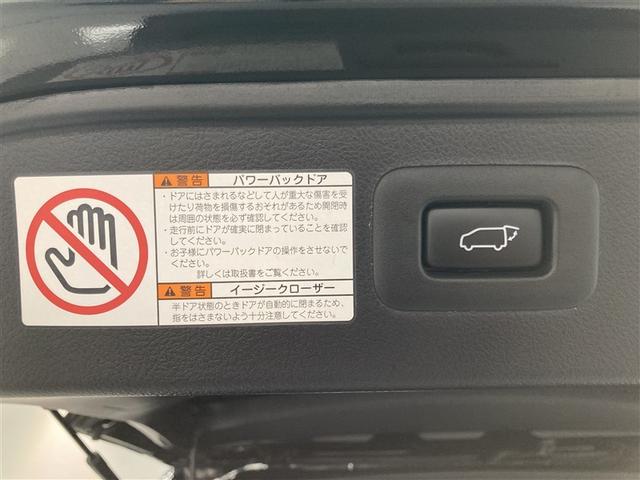 警告 パワーバックドア
・ドアにはさまれるなどして人が重大な傷害を受
けたり荷物を損傷するおそれがあるため開閉時
は周囲の状態を必ず確認してください。
・走行前にドアが確実に閉まっていることを確認
してください。
・お子様にパワーバックドアの操作をさせないで
ください。
詳しくは取扱書をご覧ください。
警告 イージークローザー
半ドア状態のときドアが自動的に閉まるため、
指をはさまないよう十分注意してください。